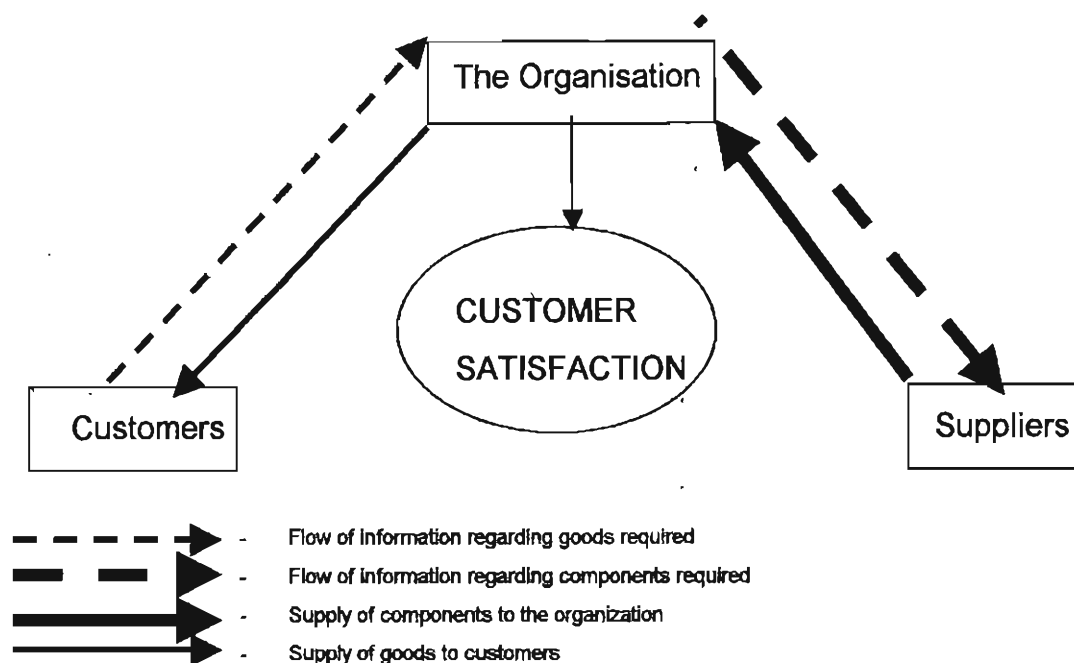 The Organisation
CUSTOMER
SATISFACTION
Customers
Suppliers
- Flow of information regarding goods required
- Flow of information regarding components required
- Supply of components to the organization
- Supply of goods to customers